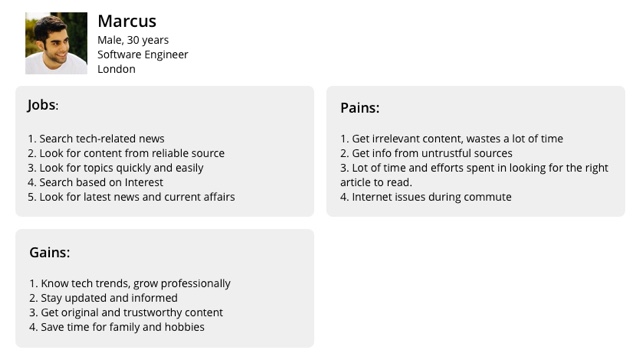 Marcus
Male, 30 years
Software Engineer
London
Jobs:
1. Search tech-related news
2. Look for content from reliable source
3. Look for topics quickly and easily
4. Search based on Interest
5. Look for latest news and current affairs
Pains:
1. Get irrelevant content, wastes a lot of time
2. Get info from untrustful sources
3. Lot of time and efforts spent in looking for the right
article to read.
4. Internet issues during commute
Gains:
1. Know tech trends, grow professionally
2. Stay updated and informed
3. Get original and trustworthy content
4. Save time for family and hobbies